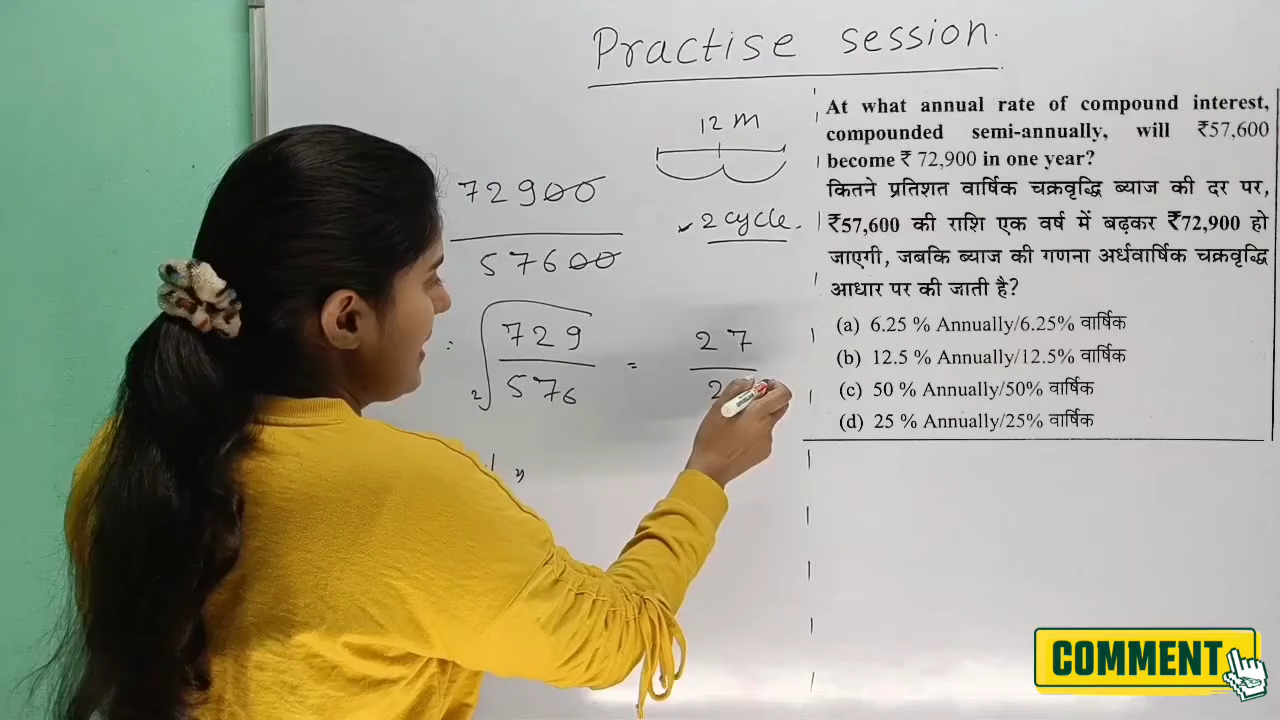 Practise session.
12 m
2 cycle.
72900
57600
: 2√ 729 = 27
576 2
At what annual rate of compound interest,
compounded semi-annually, will ₹57,600
become ₹ 72,900 in one year?
कितने प्रतिशत वार्षिक चक्रवृद्धि ब्याज की दर पर,
₹57,600 की राशि एक वर्ष में बढ़कर ₹72,900 हो
जाएगी, जबकि ब्याज की गणना अर्धवार्षिक चक्रवृद्धि
आधार पर की जाती है?
(a) 6.25 % Annually/6.25% वार्षिक
(b) 12.5 % Annually/12.5% वार्षिक
(c) 50 % Annually/50% वार्षिक
(d) 25 % Annually/25% वार्षिक
COMMENT